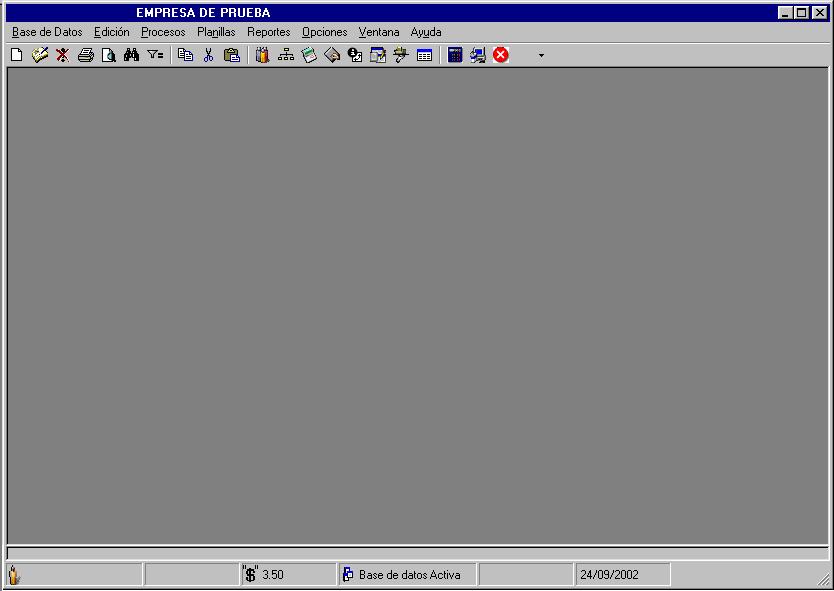 EMPRESA DE PRUEBA
Base de Datos Edición Procesos Planillas Reportes Opciones Ventana Ayuda
"$" 3.50 Base de datos Activa 24/09/2002